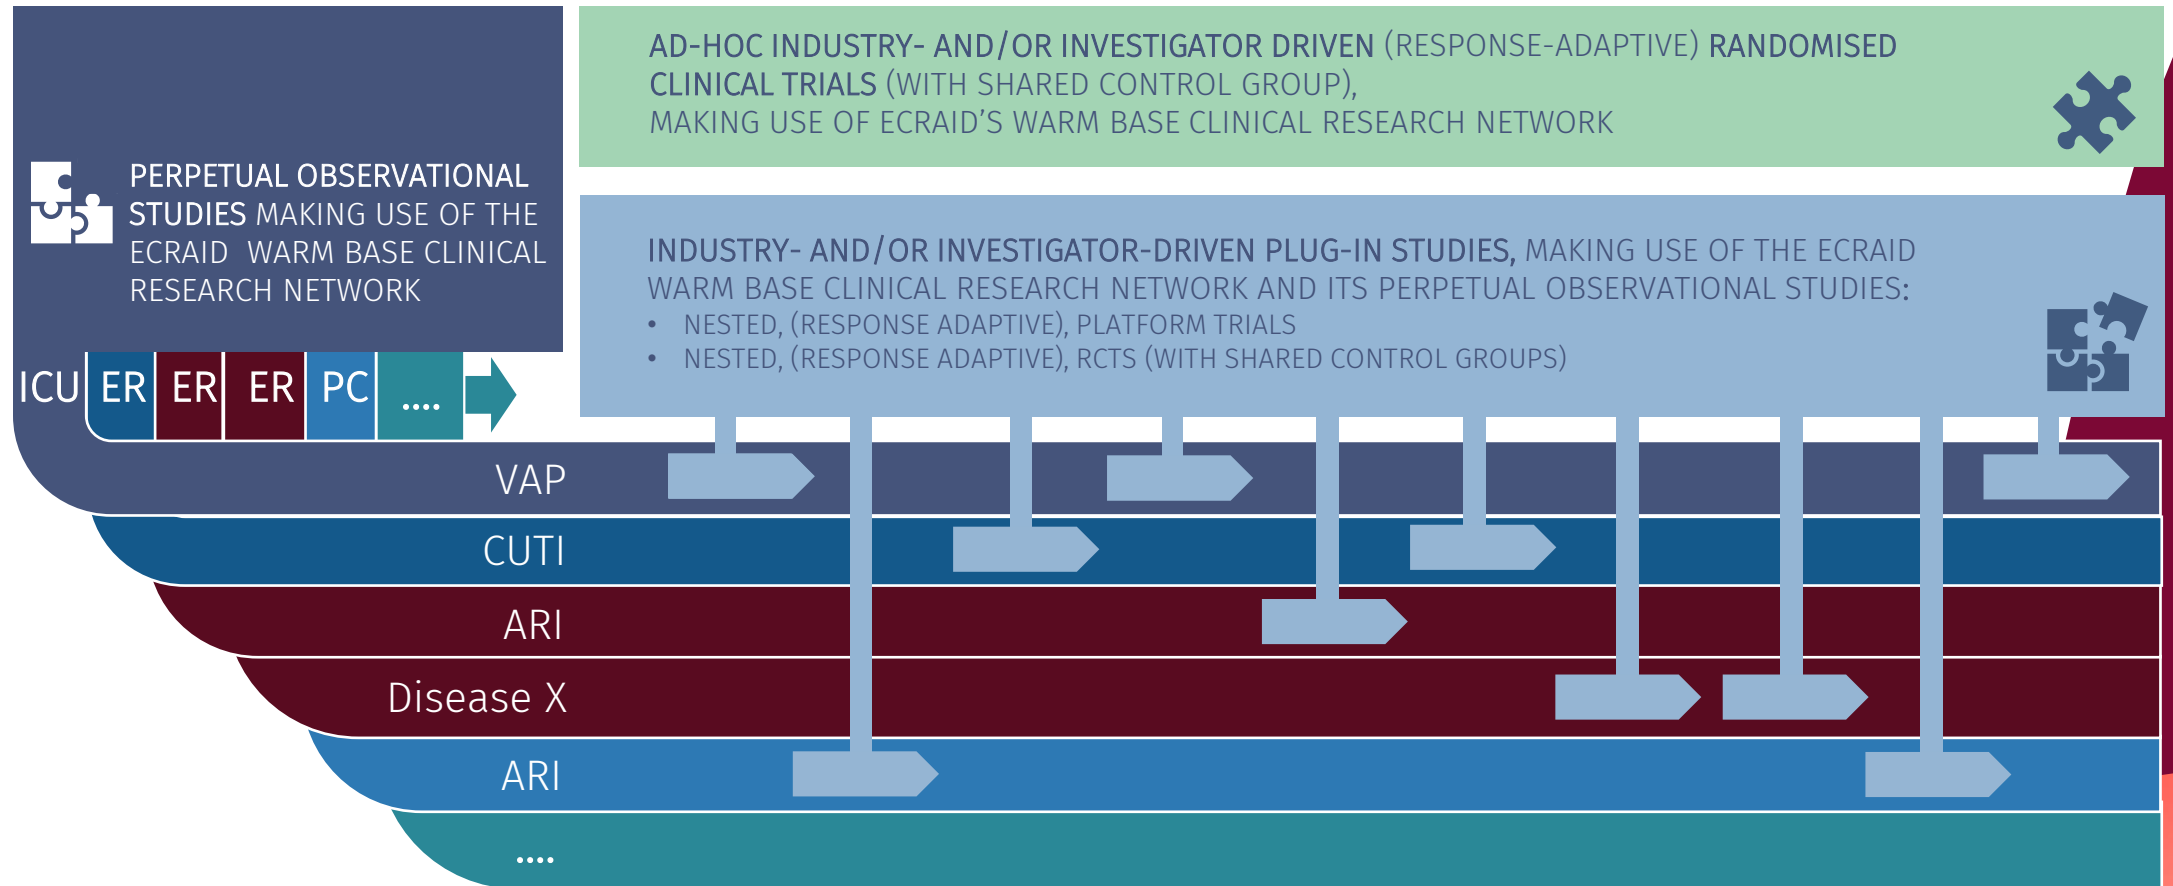 PERPETUAL OBSERVATIONAL
STUDIES MAKING USE OF THE
ECRAID WARM BASE CLINICAL
RESEARCH NETWORK
AD-HOC INDUSTRY- AND/OR INVESTIGATOR DRIVEN (RESPONSE-ADAPTIVE) RANDOMISED
CLINICAL TRIALS (WITH SHARED CONTROL GROUP),
MAKING USE OF ECRAID’S WARM BASE CLINICAL RESEARCH NETWORK
INDUSTRY- AND/OR INVESTIGATOR-DRIVEN PLUG-IN STUDIES, MAKING USE OF THE ECRAID
WARM BASE CLINICAL RESEARCH NETWORK AND ITS PERPETUAL OBSERVATIONAL STUDIES:
• NESTED, (RESPONSE ADAPTIVE), PLATFORM TRIALS
• NESTED, (RESPONSE ADAPTIVE), RCTS (WITH SHARED CONTROL GROUPS)
ICU ER ER ER PC ....
VAP
CUTI
ARI
Disease X
ARI
....